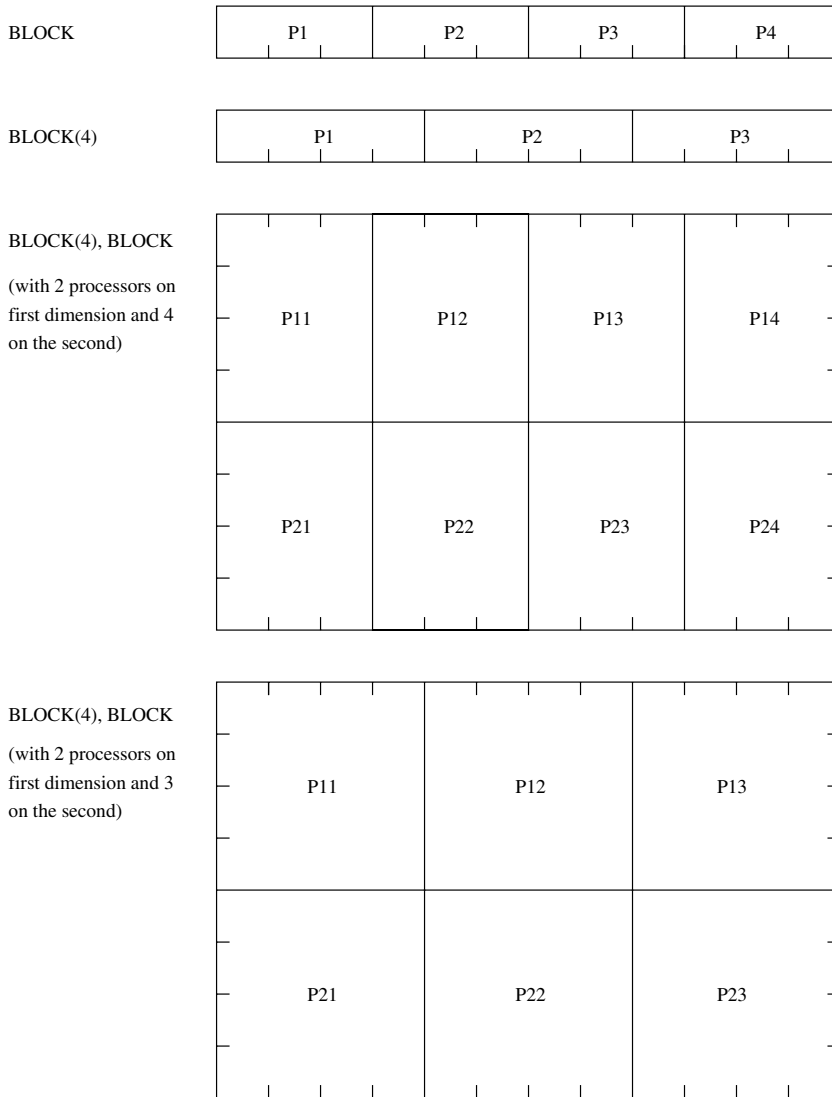 BLOCK
P1 P2 P3 P4
BLOCK(4)
P1 P2 P3
BLOCK(4), BLOCK
(with 2 processors on
first dimension and 4
on the second)
P11 P12 P13 P14
P21 P22 P23 P24
BLOCK(4), BLOCK
(with 2 processors on
first dimension and 3
on the second)
P11 P12 P13
P21 P22 P23